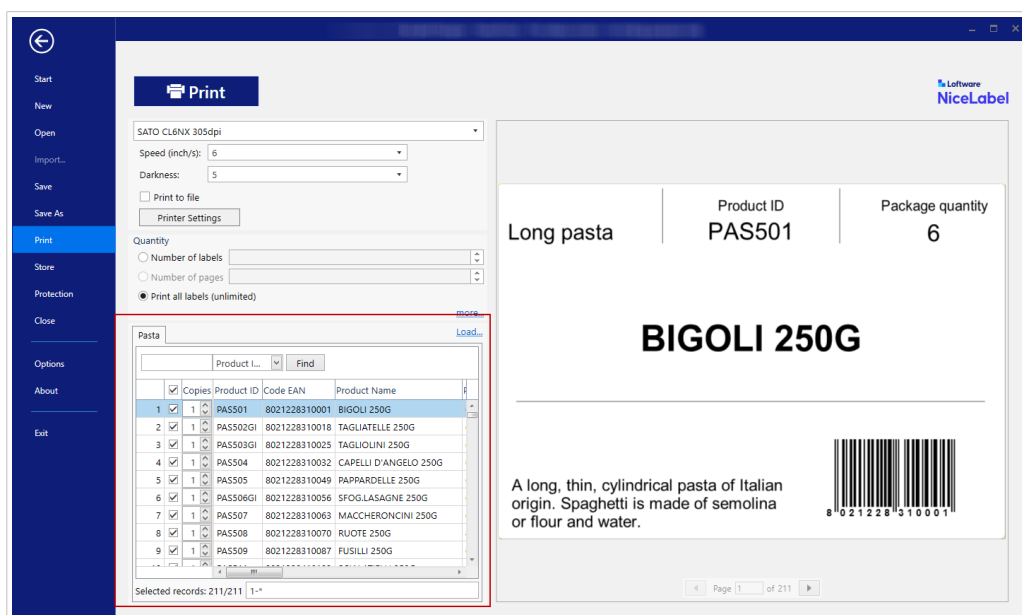 Start
New
Open
Import...
Save
Save As
Print
Store
Protection
Close
Options
About
Exit
Print
Loftware
NiceLabel
SATO CL6NX 305dpi
Speed (inch/s): 6
Darkness: 5
Print to file
Printer Settings
Quantity
Number of labels
Number of pages
Print all labels (unlimited)
more...
Pasta
Load...
Product I... Find
Copies Product ID Code EAN Product Name
1 1 PAS501 8021228310001 BIGOLI 250G
2 1 PAS502GI 8021228310018 TAGLIATELLE 250G
3 1 PAS503GI 8021228310025 TAGLIOLINI 250G
4 1 PAS504 8021228310032 CAPELLI D'ANGELO 250G
5 1 PAS505 8021228310049 PAPPARDELLE 250G
6 1 PAS506GI 8021228310056 SFOG.LASAGNE 250G
7 1 PAS507 8021228310063 MACCHERONCINI 250G
8 1 PAS508 8021228310070 RUOTE 250G
9 1 PAS509 8021228310087 FUSILLI 250G
Selected records: 211/211 1-*
Long pasta
Product ID
PAS501
Package quantity
6
BIGOLI 250G
A long, thin, cylindrical pasta of Italian
origin. Spaghetti is made of semolina
or flour and water.
8 021228 310001
Page 1 of 211